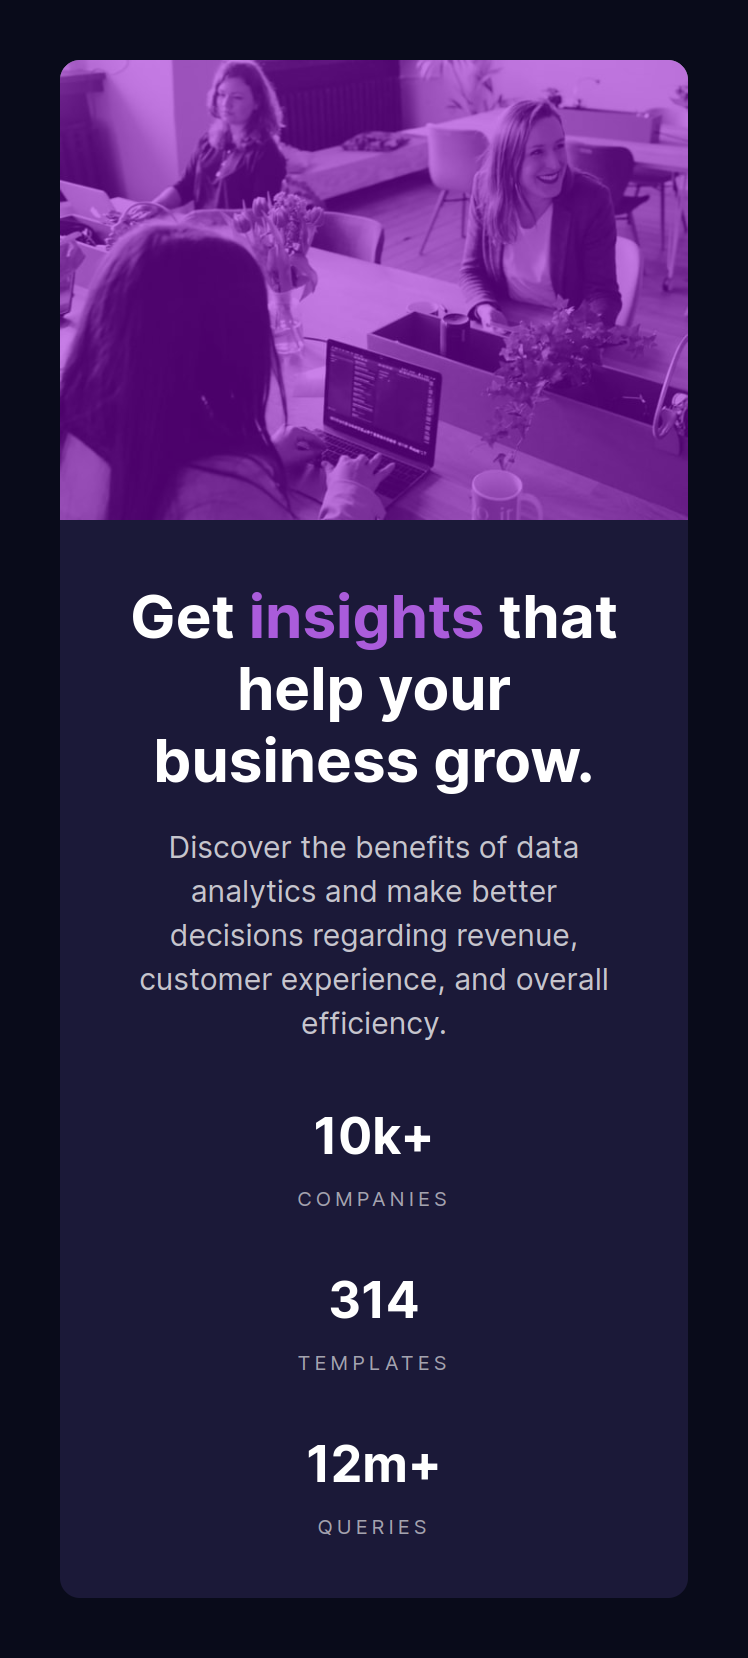 Get insights that
help your
business grow.
Discover the benefits of data
analytics and make better
decisions regarding revenue,
customer experience, and overall
efficiency.
10k+
COMPANIES
314
TEMPLATES
12m+
QUERIES